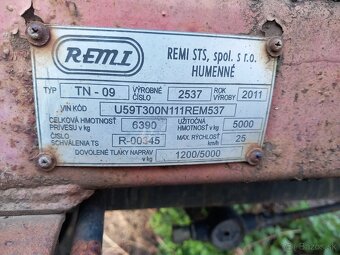 REMI
REMI STS, spol. s r.o.
HUMENNÉ
TYP TN-09 VÝROBNÉ ČÍSLO 2537 ROK VÝROBY 2011
VIN KÓD U59T300N111REM537
CELKOVÁ HMOTNOSŤ PRÍVESU v kg 6390 UŽITOČNÁ HMOTNOSŤ v kg 5000
ČÍSLO SCHVÁLENIA TS R-00345 MAX. RÝCHLOSŤ km/h 25
DOVOLENÉ TLAKY NÁPRAV v kg 1200/5000